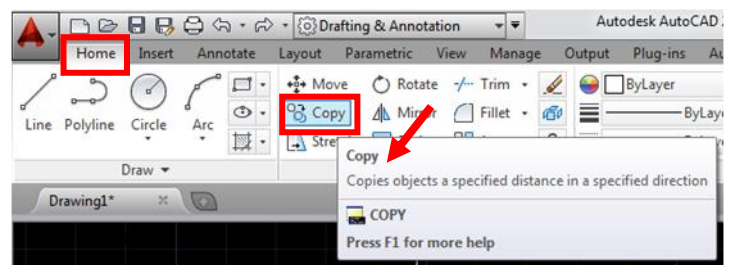 Drafting & Annotation Autodesk AutoCAD
Home Insert Annotate Layout Parametric View Manage Output Plug-ins
Move Rotate Trim ByLayer
Copy Mirror Fillet
Line Polyline Circle Arc
Draw
Drawing1*
Copy
Copies objects a specified distance in a specified direction
COPY
Press F1 for more help